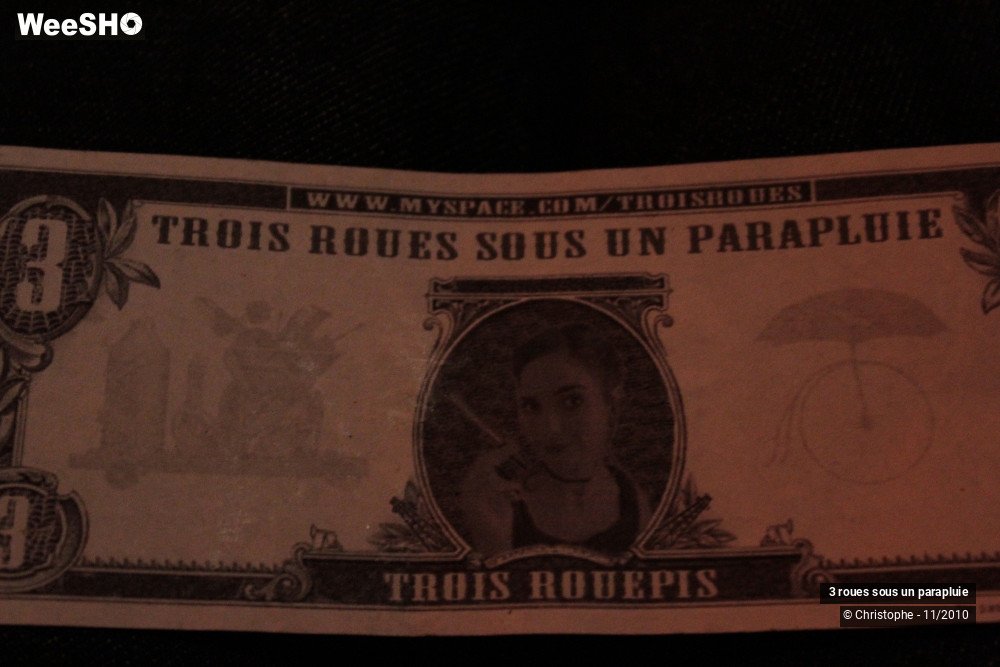 WeeSHO
WWW.MYSPACE.COM/TROISROUES
3
TROIS ROUES SOUS UN PARAPLUIE
TROIS ROUEPIS
3 roues sous un parapluie
© Christophe - 11/2010